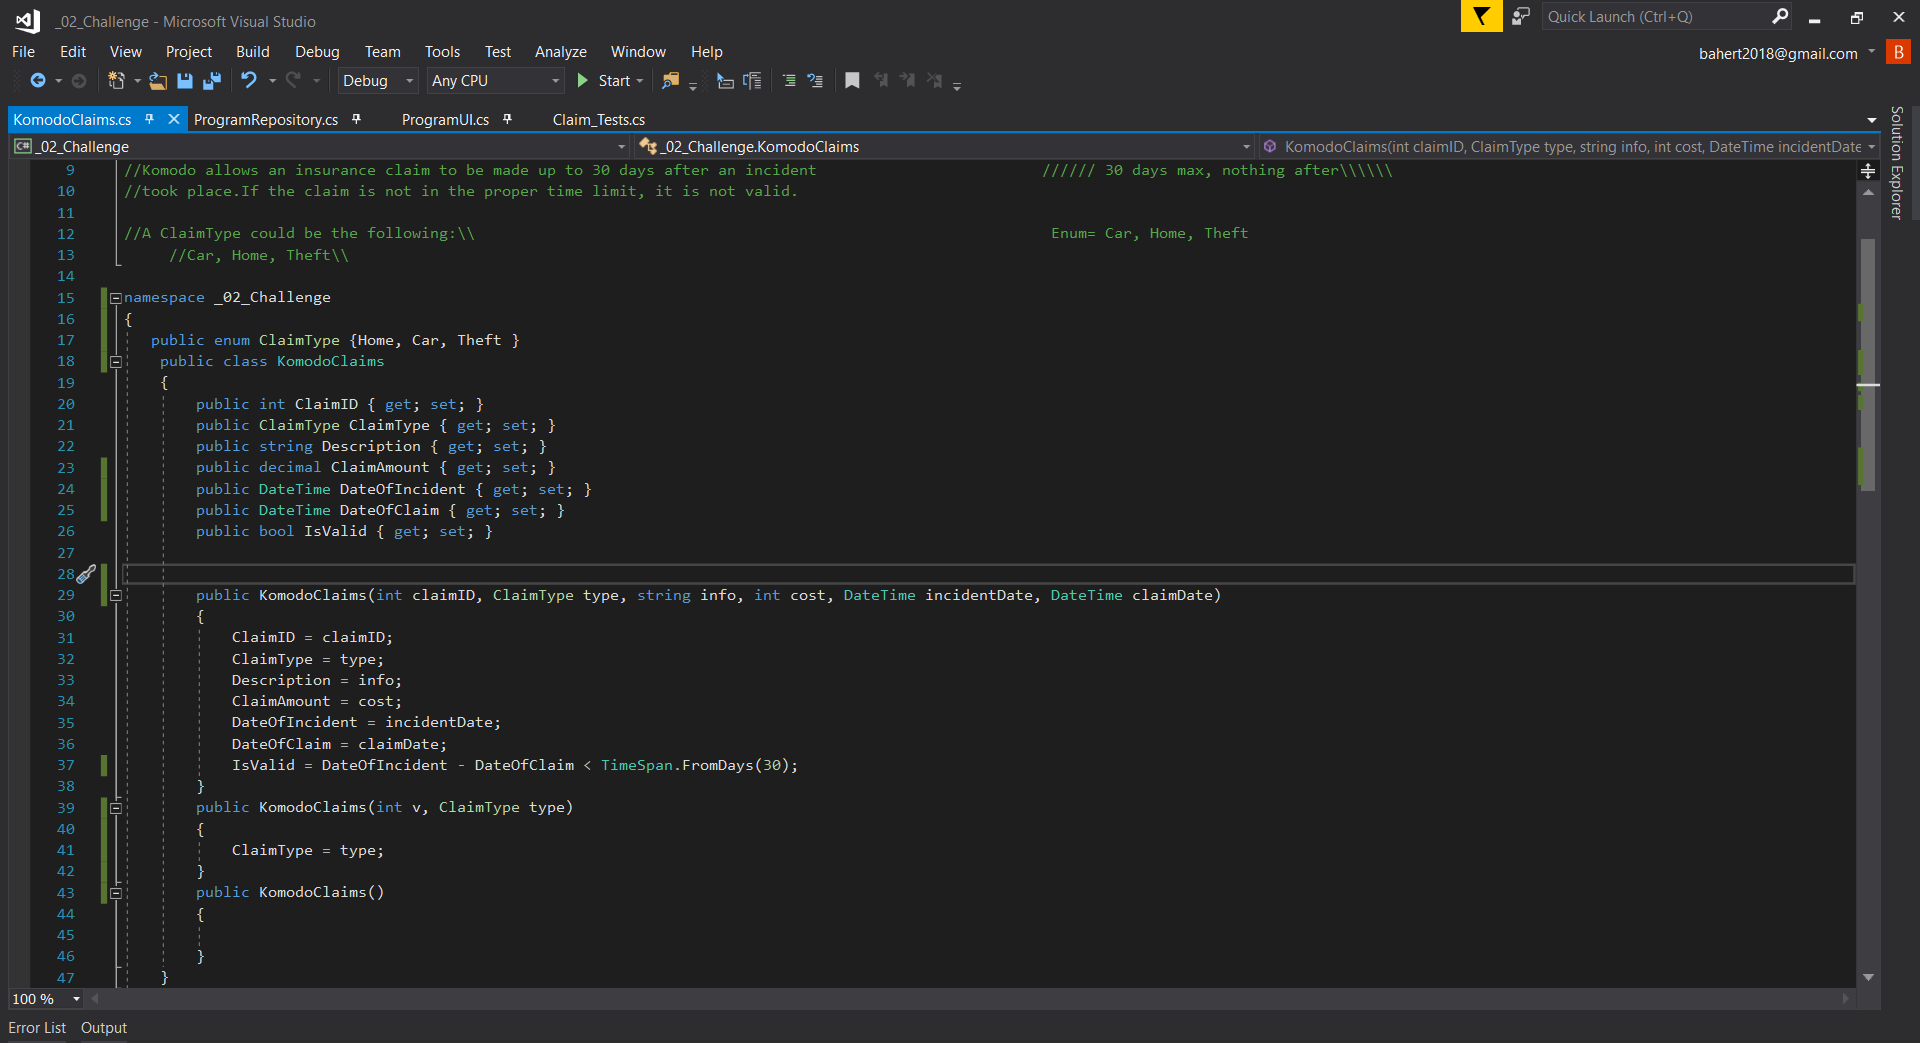 _02_Challenge - Microsoft Visual Studio
Quick Launch (Ctrl+Q)
File Edit View Project Build Debug Team Tools Test Analyze Window Help
bahert2018@gmail.com B
Debug Any CPU Start
KomodoClaims.cs ProgramRepository.cs ProgramUI.cs Claim_Tests.cs
C# _02_Challenge _02_Challenge.KomodoClaims KomodoClaims(int claimID, ClaimType type, string info, int cost, DateTime incidentDate
Solution Explorer
9 //Komodo allows an insurance claim to be made up to 30 days after an incident ////// 30 days max, nothing after\\\\\\
10 //took place.If the claim is not in the proper time limit, it is not valid.
11
12 //A ClaimType could be the following:\\ Enum= Car, Home, Theft
13 //Car, Home, Theft\\
14
15 namespace _02_Challenge
16 {
17 public enum ClaimType {Home, Car, Theft }
18 public class KomodoClaims
19 {
20 public int ClaimID { get; set; }
21 public ClaimType ClaimType { get; set; }
22 public string Description { get; set; }
23 public decimal ClaimAmount { get; set; }
24 public DateTime DateOfIncident { get; set; }
25 public DateTime DateOfClaim { get; set; }
26 public bool IsValid { get; set; }
27
28
29 public KomodoClaims(int claimID, ClaimType type, string info, int cost, DateTime incidentDate, DateTime claimDate)
30 {
31 ClaimID = claimID;
32 ClaimType = type;
33 Description = info;
34 ClaimAmount = cost;
35 DateOfIncident = incidentDate;
36 DateOfClaim = claimDate;
37 IsValid = DateOfIncident - DateOfClaim < TimeSpan.FromDays(30);
38 }
39 public KomodoClaims(int v, ClaimType type)
40 {
41 ClaimType = type;
42 }
43 public KomodoClaims()
44 {
45
46 }
47 }
100 %
Error List Output